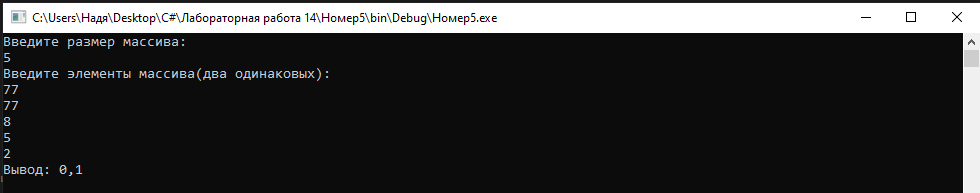 C:\Users\Надя\Desktop\C#\Лабораторная работа 14\Номер5\bin\Debug\Номер5.exe
Введите размер массива:
5
Введите элементы массива(два одинаковых):
77
77
8
5
2
Вывод: 0,1